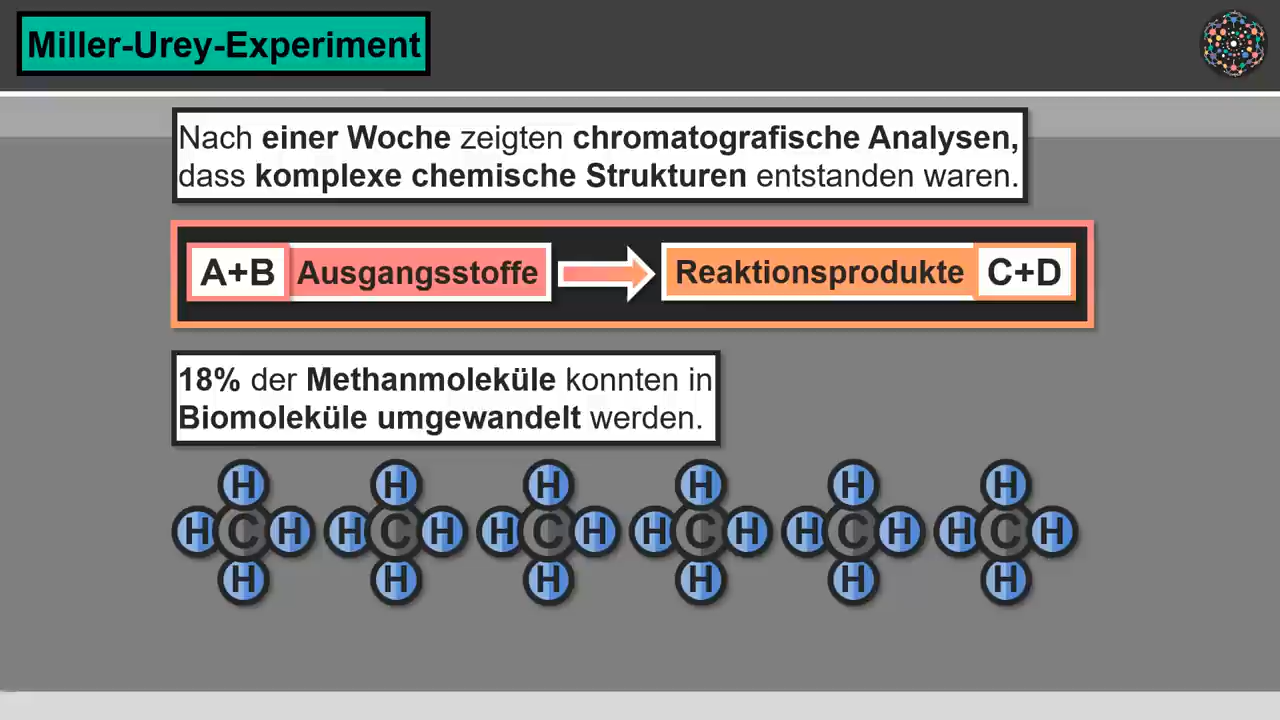 Miller-Urey-Experiment
Nach einer Woche zeigten chromatografische Analysen,
dass komplexe chemische Strukturen entstanden waren.
A+B Ausgangsstoffe Reaktionsprodukte C+D
18% der Methanmoleküle konnten in
Biomoleküle umgewandelt werden.
H H H H H H
H C H H C H H C H H C H H C H H C H
H H H H H H